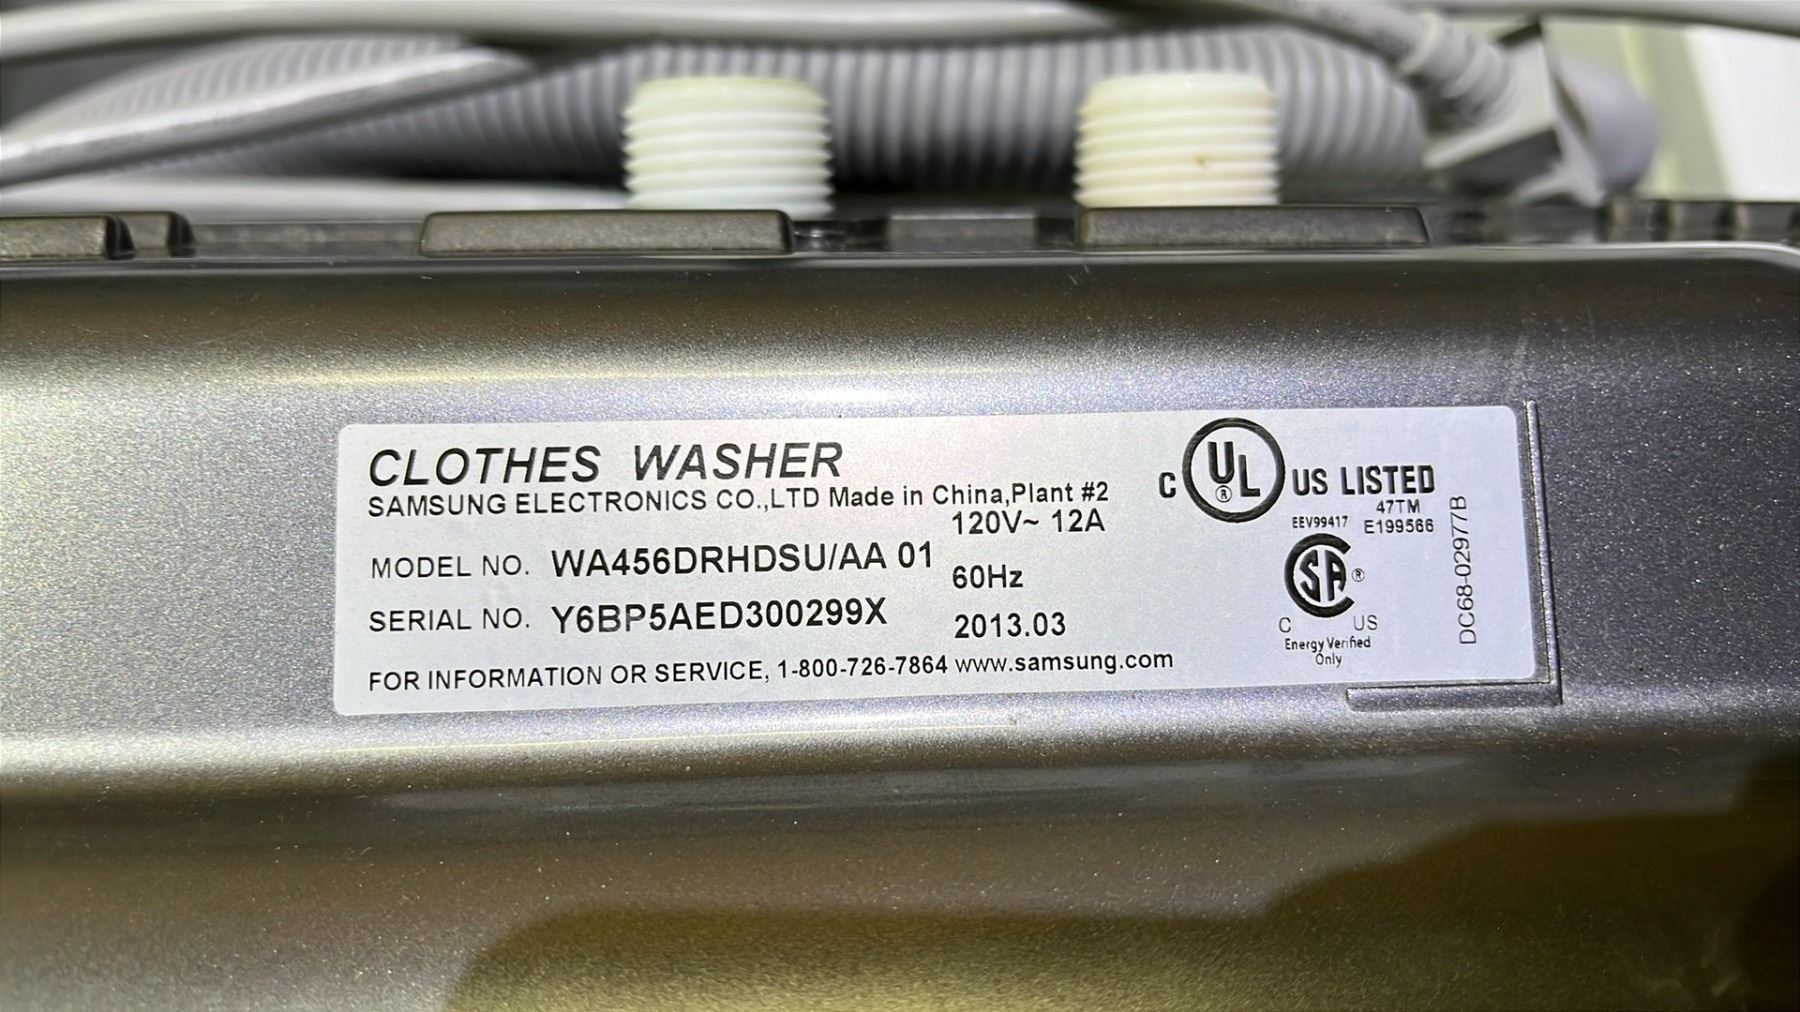 CLOTHES WASHER
SAMSUNG ELECTRONICS CO.,LTD Made in China,Plant #2
120V~ 12A
MODEL NO. WA456DRHDSU/AA 01
60Hz
SERIAL NO. Y6BP5AED300299X
2013.03
FOR INFORMATION OR SERVICE, 1-800-726-7864 www.samsung.com
C UL ® US LISTED
47TM
EEV99417 E199566
SA ®
C US
Energy Verified
Only
DC68-02977B